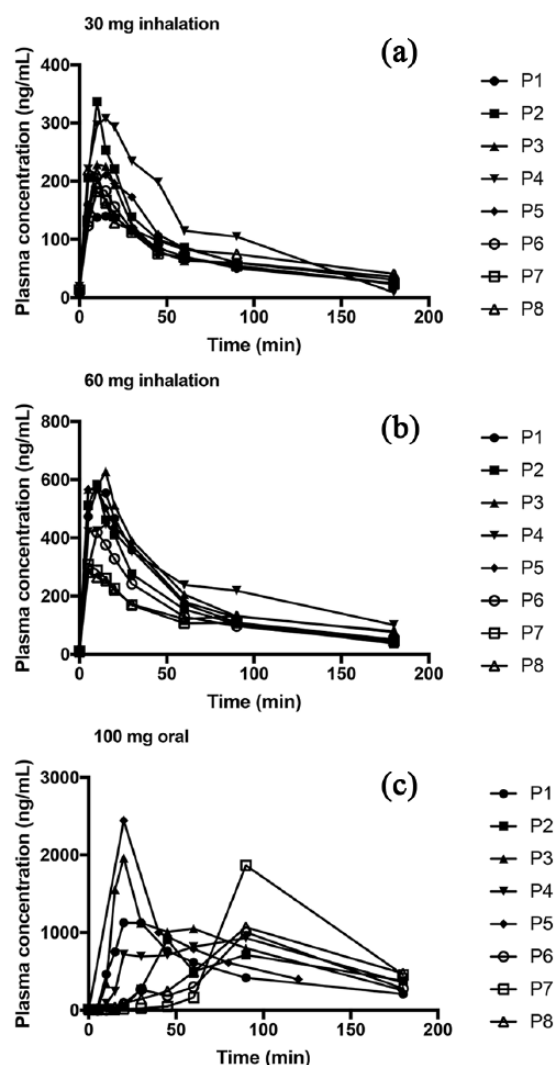 30 mg inhalation
(a)
Plasma concentration (ng/mL)
400
300
200
100
0
0 50 100 150 200
Time (min)
P1
P2
P3
P4
P5
P6
P7
P8
60 mg inhalation
(b)
Plasma concentration (ng/mL)
800
600
400
200
0
0 50 100 150 200
Time (min)
P1
P2
P3
P4
P5
P6
P7
P8
100 mg oral
(c)
Plasma concentration (ng/mL)
3000
2000
1000
0
0 50 100 150 200
Time (min)
P1
P2
P3
P4
P5
P6
P7
P8